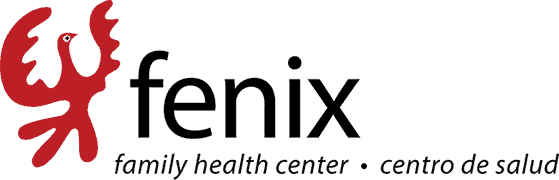 fenix
family health center • centro de salud